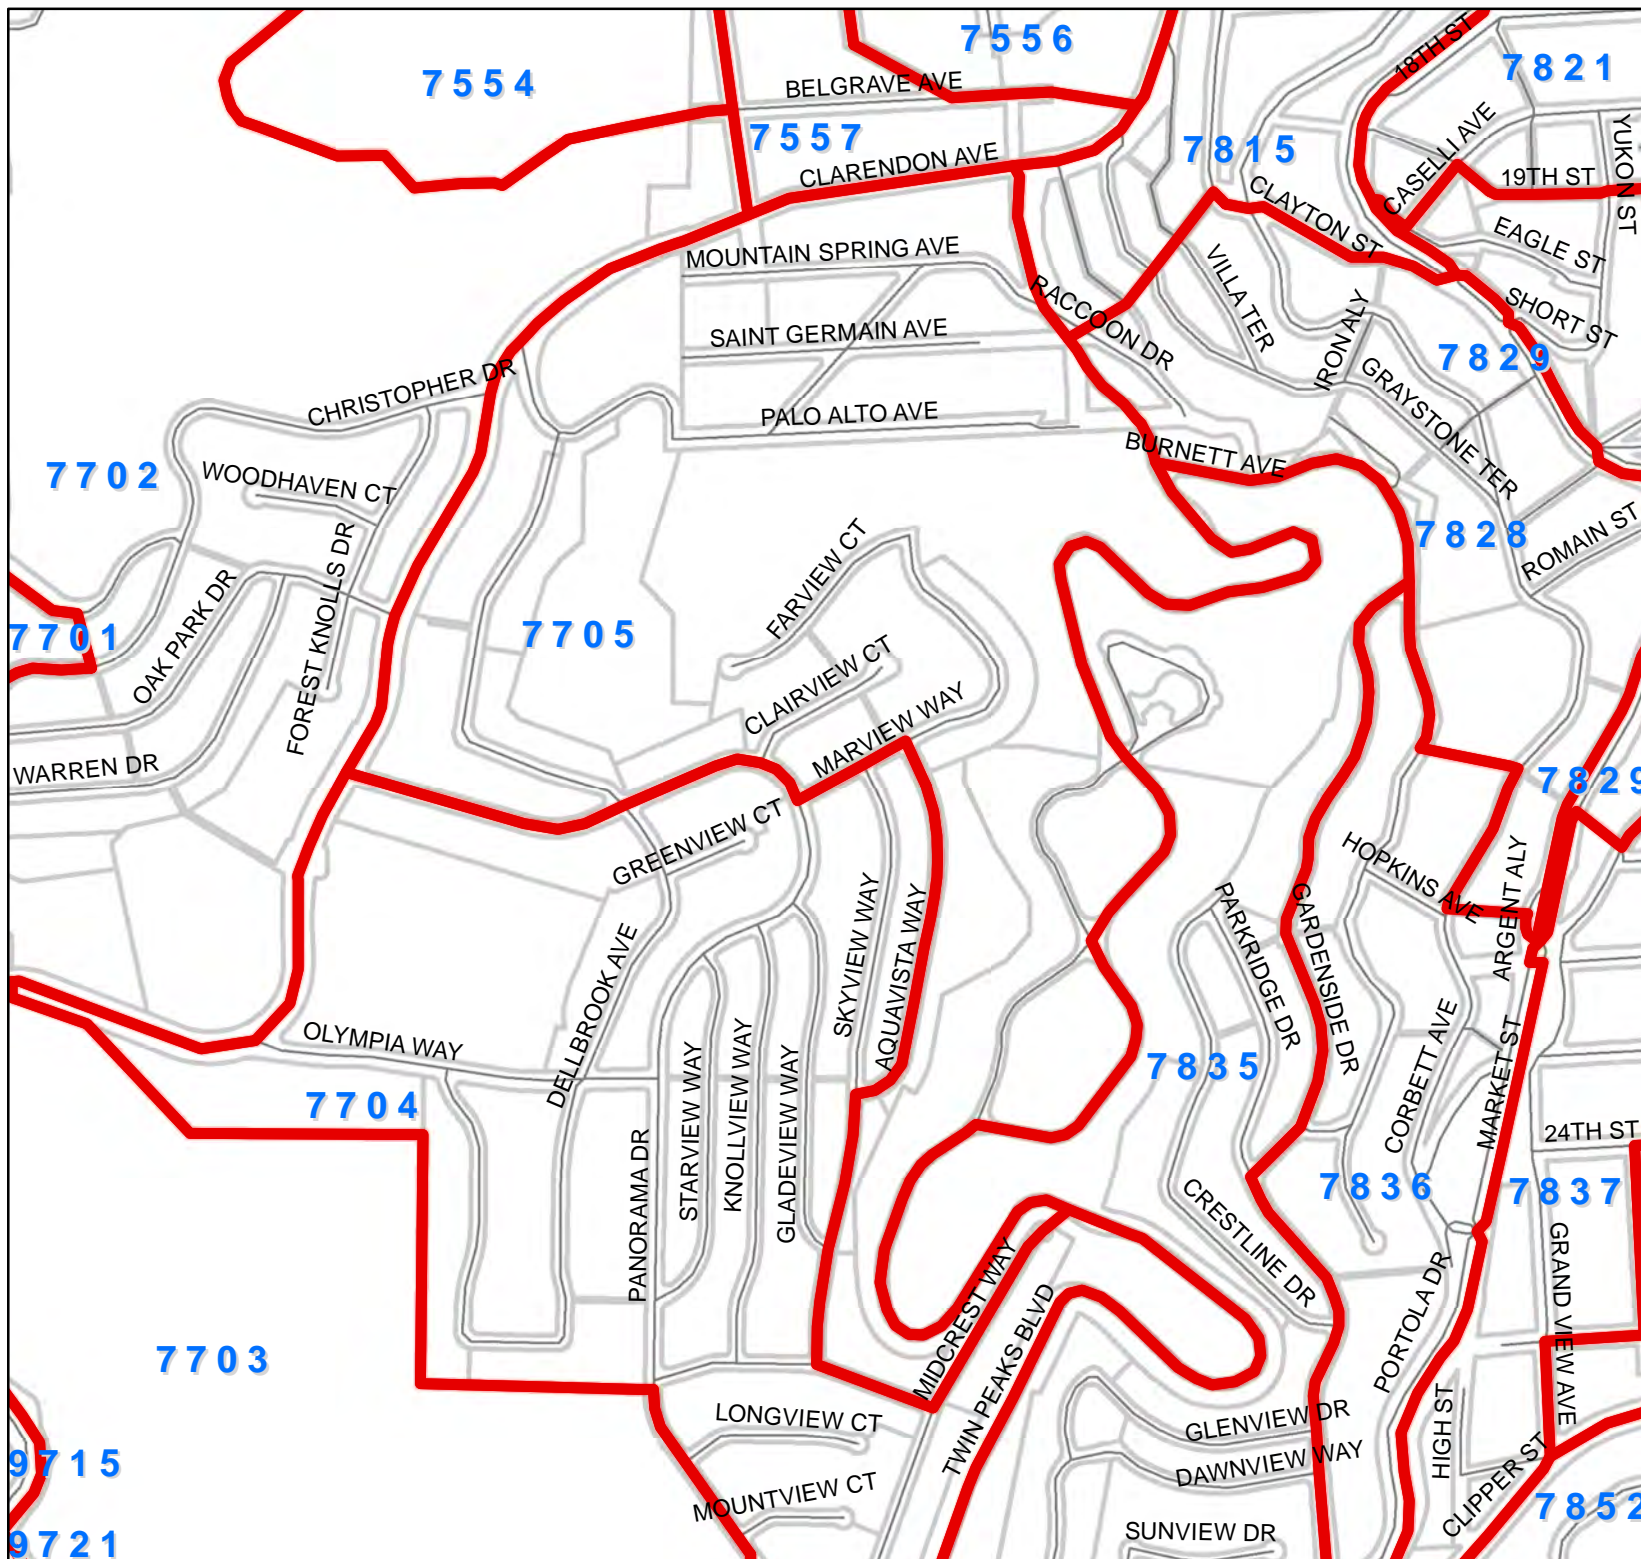 7556
18TH ST
7821
7554
BELGRAVE AVE
7557
CLARENDON AVE
7815
CASELLI AVE
YUKON ST
19TH ST
CLAYTON ST
EAGLE ST
MOUNTAIN SPRING AVE
VILLA TER
RACCOON DR
SHORT ST
SAINT GERMAIN AVE
IRON ALY
7829
CHRISTOPHER DR
GRAYSTONE TER
PALO ALTO AVE
BURNETT AVE
7702
WOODHAVEN CT
7828
ROMAIN ST
FARVIEW CT
OAK PARK DR
FOREST KNOLLS DR
7701
7705
CLAIRVIEW CT
MARVIEW WAY
WARREN DR
7829
GREENVIEW CT
HOPKINS AVE
ARGENT ALY
SKYVIEW WAY
AQUAVISTA WAY
PARKRIDGE DR
GARDENSIDE DR
DELLBROOK AVE
OLYMPIA WAY
CORBETT AVE
MARKET ST
7835
7704
STARVIEW WAY
KNOLLVIEW WAY
GLADEVIEW WAY
PANORAMA DR
24TH ST
7836
7837
CRESTLINE DR
MIDCREST WAY
TWIN PEAKS BLVD
PORTOLA DR
GRAND VIEW AVE
7703
HIGH ST
LONGVIEW CT
GLENVIEW DR
DAWNVIEW WAY
9715
MOUNTVIEW CT
CLIPPER ST
7852
SUNVIEW DR
9721